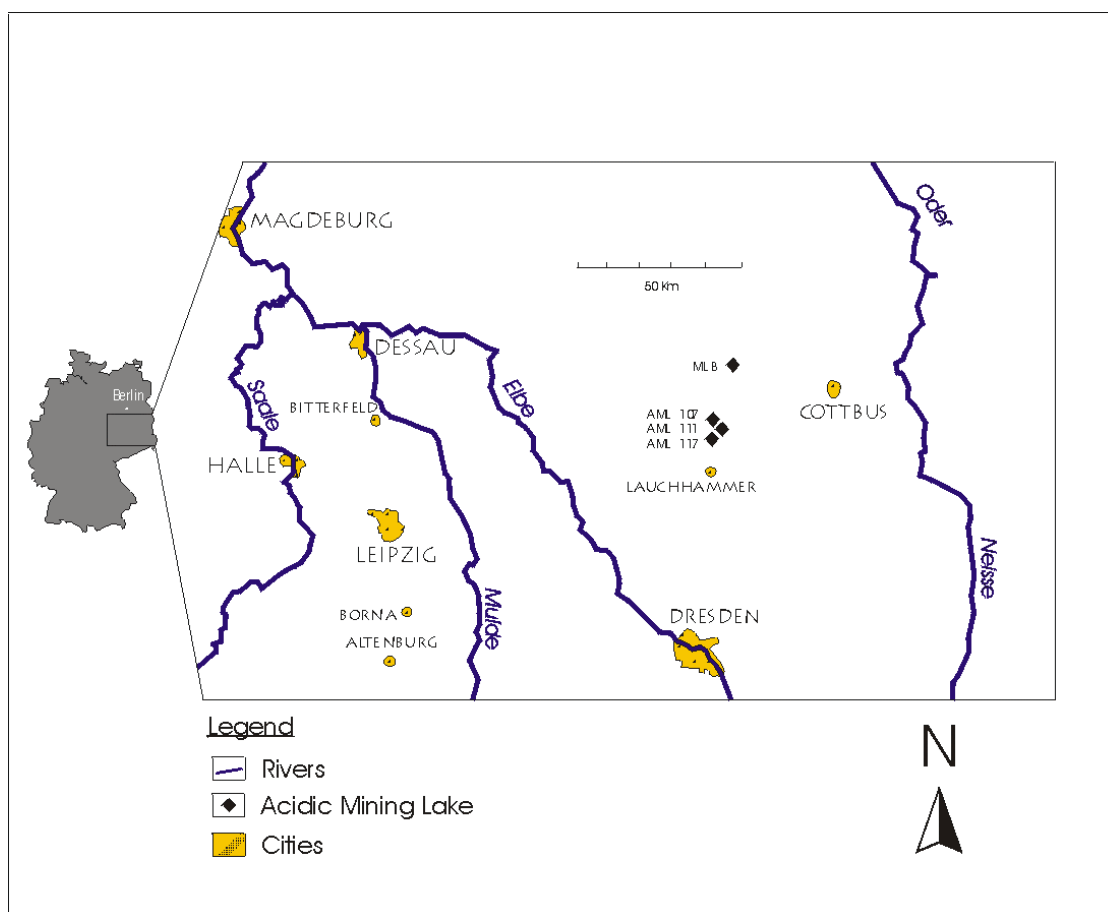 MAGDEBURG
Oder
50 Km
DESSAU
MLB
Berlin
Saale
Elbe
BITTERFELD
COTTBUS
AML 107
AML 111
AML 117
HALLE
LAUCHHAMMER
LEIPZIG
Neisse
BORNA
Mulde
DRESDEN
ALTENBURG
Legend
Rivers
Acidic Mining Lake
Cities
N